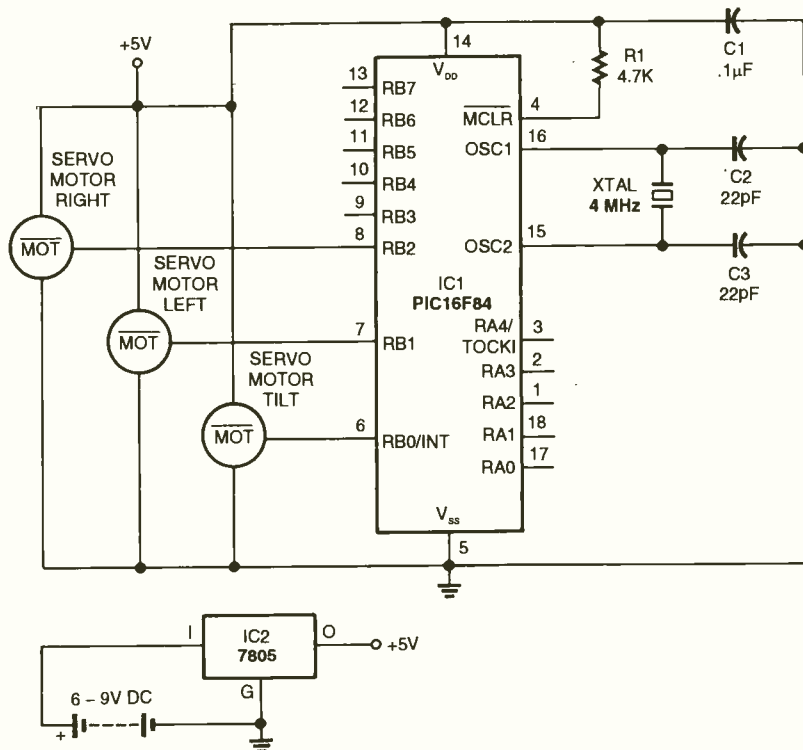 +5V
14
V_DD
R1
4.7K
C1
.1µF
13
RB7
4
MCLR
12
RB6
16
OSC1
11
RB5
10
RB4
9
RB3
8
RB2
SERVO
MOTOR
RIGHT
MOT
XTAL
4 MHz
C2
22pF
15
OSC2
C3
22pF
IC1
PIC16F84
SERVO
MOTOR
LEFT
MOT
7
RB1
RA4/
TOCKI
3
RA3
2
RA2
1
RA1
18
RA0
17
SERVO
MOTOR
TILT
MOT
6
RB0/INT
V_SS
5
I
IC2
7805
O
+5V
G
6 – 9V DC
+